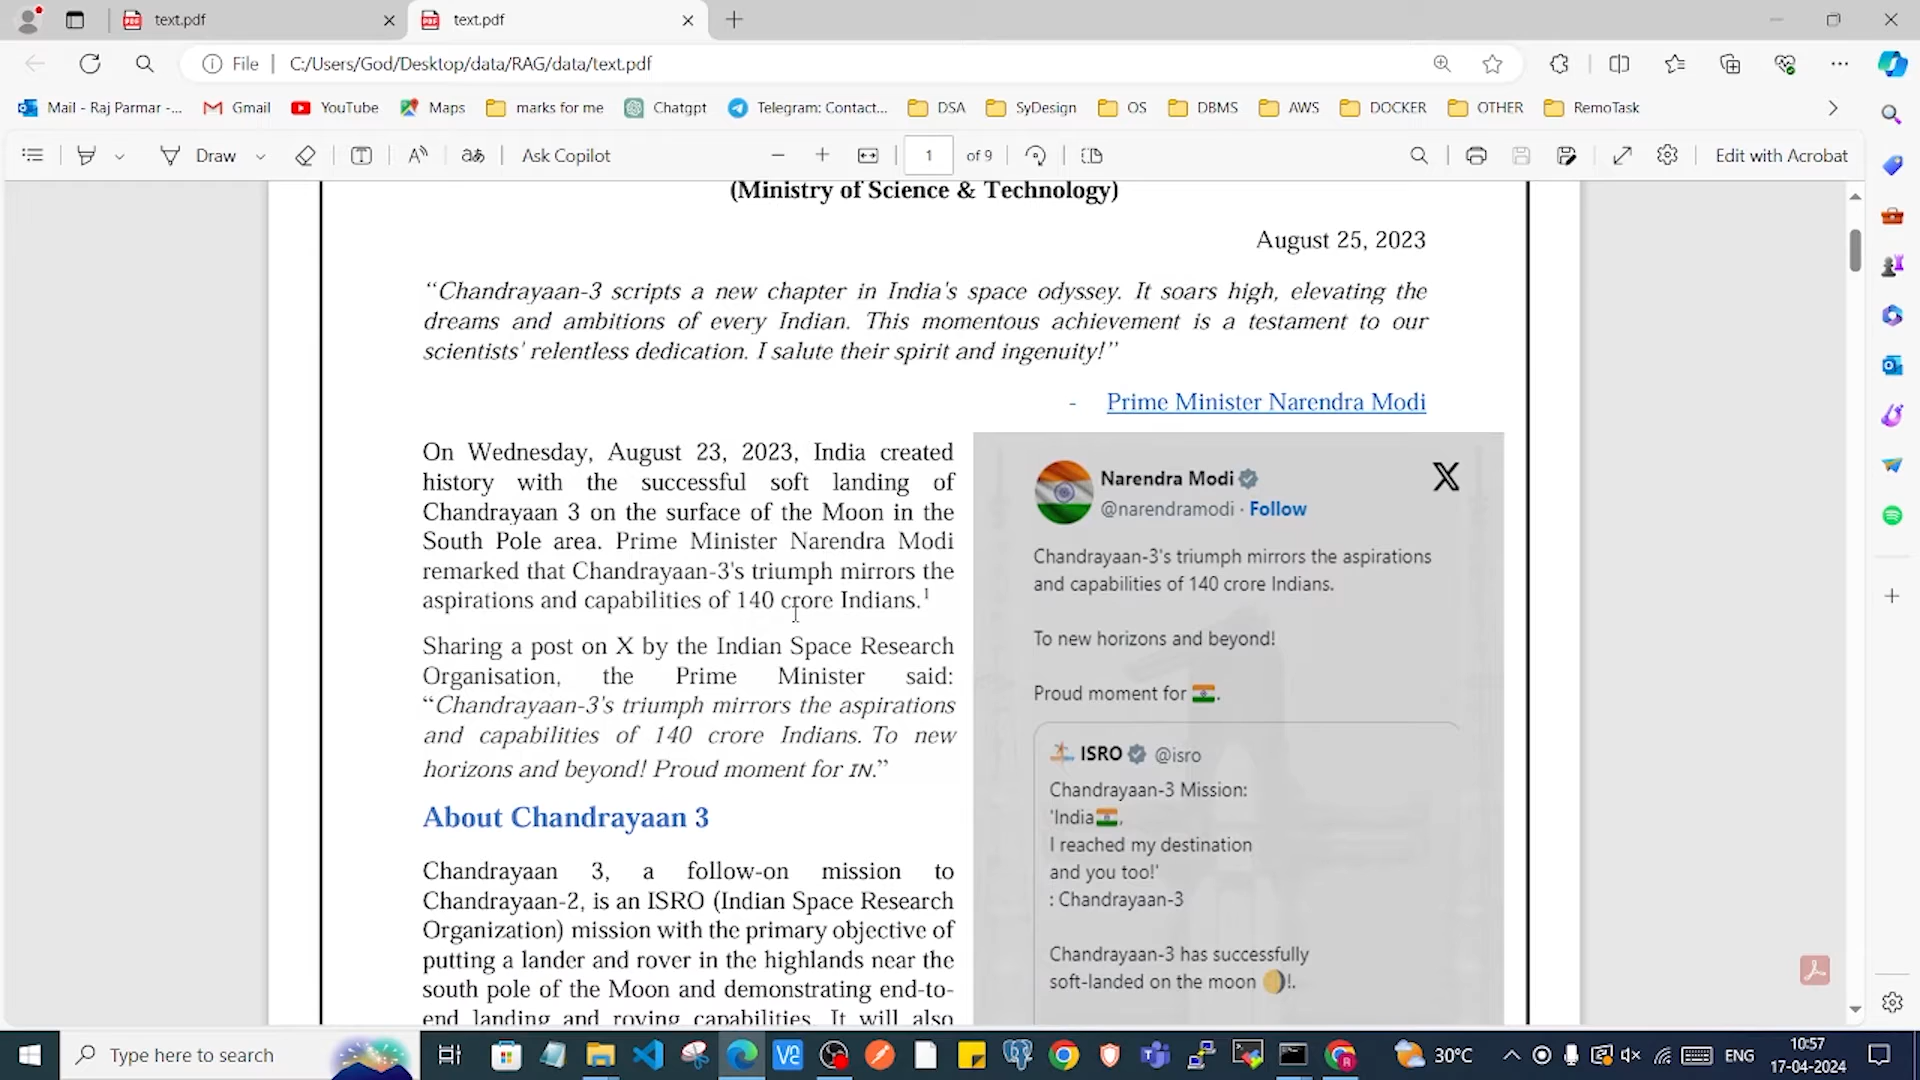 text.pdf
text.pdf
File
C:/Users/God/Desktop/data/RAG/data/text.pdf
Mail - Raj Parmar -...
Gmail
YouTube
Maps
marks for me
Chatgpt
Telegram: Contact...
DSA
SyDesign
OS
DBMS
AWS
DOCKER
OTHER
RemoTask
Draw
Ask Copilot
1
of 9
Edit with Acrobat
(Ministry of Science & Technology)
August 25, 2023
“Chandrayaan-3 scripts a new chapter in India's space odyssey. It soars high, elevating the
dreams and ambitions of every Indian. This momentous achievement is a testament to our
scientists' relentless dedication. I salute their spirit and ingenuity!”
- Prime Minister Narendra Modi
On Wednesday, August 23, 2023, India created
history with the successful soft landing of
Chandrayaan 3 on the surface of the Moon in the
South Pole area. Prime Minister Narendra Modi
remarked that Chandrayaan-3's triumph mirrors the
aspirations and capabilities of 140 crore Indians.¹
Sharing a post on X by the Indian Space Research
Organisation, the Prime Minister said:
“Chandrayaan-3's triumph mirrors the aspirations
and capabilities of 140 crore Indians. To new
horizons and beyond! Proud moment for IN.”
About Chandrayaan 3
Chandrayaan 3, a follow-on mission to
Chandrayaan-2, is an ISRO (Indian Space Research
Organization) mission with the primary objective of
putting a lander and rover in the highlands near the
south pole of the Moon and demonstrating end-to-
end landing and roving capabilities. It will also
Narendra Modi
@narendramodi · Follow
Chandrayaan-3's triumph mirrors the aspirations
and capabilities of 140 crore Indians.
To new horizons and beyond!
Proud moment for 🇮🇳.
ISRO @isro
Chandrayaan-3 Mission:
'India🇮🇳,
I reached my destination
and you too!'
: Chandrayaan-3
Chandrayaan-3 has successfully
soft-landed on the moon 🌖!.
Type here to search
30°C
ENG
10:57
17-04-2024